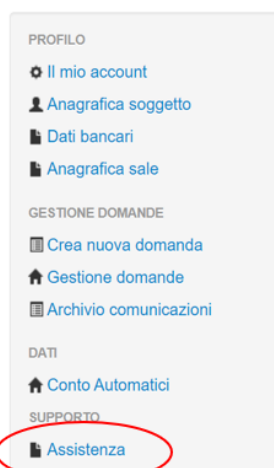 PROFILO
Il mio account
Anagrafica soggetto
Dati bancari
Anagrafica sale
GESTIONE DOMANDE
Crea nuova domanda
Gestione domande
Archivio comunicazioni
DATI
Conto Automatici
SUPPORTO
Assistenza